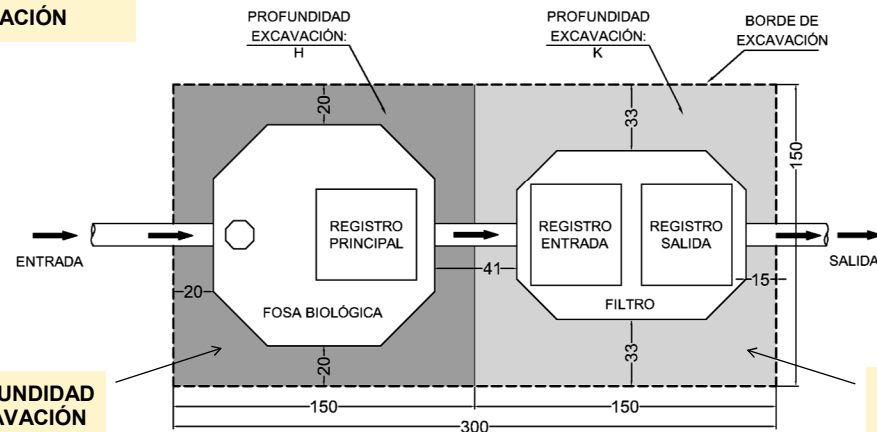 ACIÓN
PROFUNDIDAD
EXCAVACIÓN:
H
PROFUNDIDAD
EXCAVACIÓN:
K
BORDE DE
EXCAVACIÓN
20
33
150
ENTRADA
REGISTRO
PRINCIPAL
REGISTRO
ENTRADA
REGISTRO
SALIDA
SALIDA
20
41
15
FOSA BIOLÓGICA
FILTRO
20
33
UNDIDAD
AVACIÓN
150
150
300